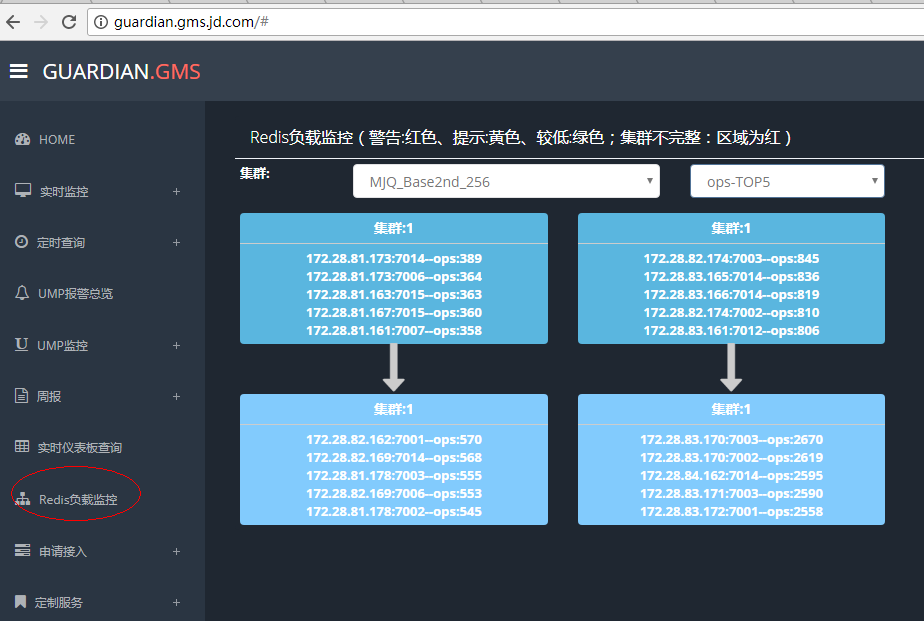 guardian.gms.jd.com/#
GUARDIAN.GMS
HOME
实时监控 +
定时查询 +
UMP报警总览
UMP监控 +
周报 +
实时仪表板查询
Redis负载监控
申请接入 +
定制服务 +
Redis负载监控 ( 警告:红色、提示:黄色、较低:绿色；集群不完整：区域为红 )
集群:
MJQ_Base2nd_256
ops-TOP5
集群:1
172.28.81.173:7014--ops:389
172.28.81.173:7006--ops:364
172.28.81.163:7015--ops:363
172.28.81.167:7015--ops:360
172.28.81.161:7007--ops:358
集群:1
172.28.82.174:7003--ops:845
172.28.83.165:7014--ops:836
172.28.83.166:7014--ops:819
172.28.82.174:7002--ops:810
172.28.83.161:7012--ops:806
集群:1
172.28.82.162:7001--ops:570
172.28.82.169:7014--ops:568
172.28.81.178:7003--ops:555
172.28.82.169:7006--ops:553
172.28.81.178:7002--ops:545
集群:1
172.28.83.170:7003--ops:2670
172.28.83.170:7002--ops:2619
172.28.84.162:7014--ops:2595
172.28.83.171:7003--ops:2590
172.28.83.172:7001--ops:2558